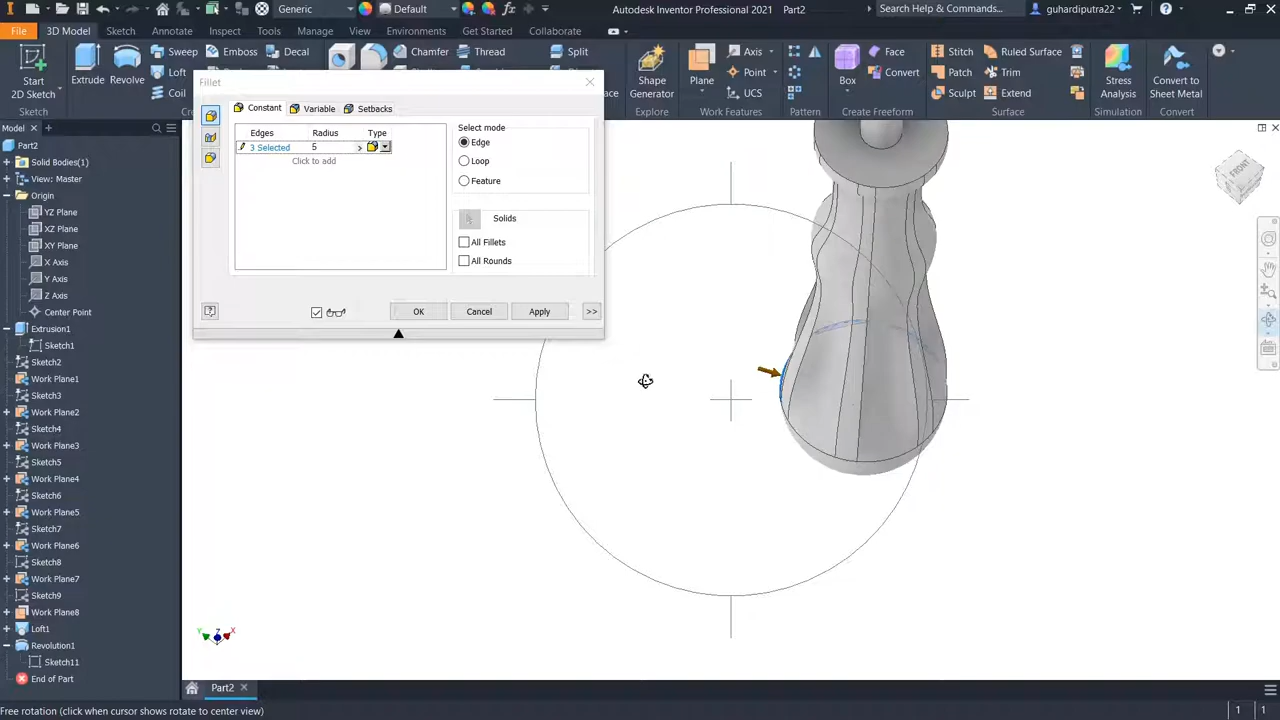 Generic
Default
Autodesk Inventor Professional 2021 Part2
Search Help & Commands...
guhardiputra22
File
3D Model
Sketch
Annotate
Inspect
Tools
Manage
View
Environments
Get Started
Collaborate
Start
2D Sketch
Sketch
Extrude
Revolve
Sweep
Loft
Coil
Emboss
Decal
Chamfer
Thread
Split
Shape
Generator
Explore
Plane
Axis
Point
UCS
Work Features
Box
Face
Convert
Create Freeform
Stitch
Patch
Sculpt
Ruled Surface
Trim
Extend
Surface
Stress
Analysis
Simulation
Convert to
Sheet Metal
Fillet
Constant
Variable
Setbacks
Edges Radius Type
3 Selected 5
Click to add
Select mode
Edge
Loop
Feature
Solids
All Fillets
All Rounds
OK
Cancel
Apply
>>
Model
Part2
Solid Bodies(1)
View: Master
Origin
YZ Plane
XZ Plane
XY Plane
X Axis
Y Axis
Z Axis
Center Point
Extrusion1
Sketch1
Sketch2
Work Plane1
Sketch3
Work Plane2
Sketch4
Work Plane3
Sketch5
Work Plane4
Sketch6
Work Plane5
Sketch7
Work Plane6
Sketch8
Work Plane7
Sketch9
Work Plane8
Loft1
Revolution1
Sketch11
End of Part
FRONT
Y Z X
Part2
Free rotation (click when cursor shows rotate to center view)
1 1